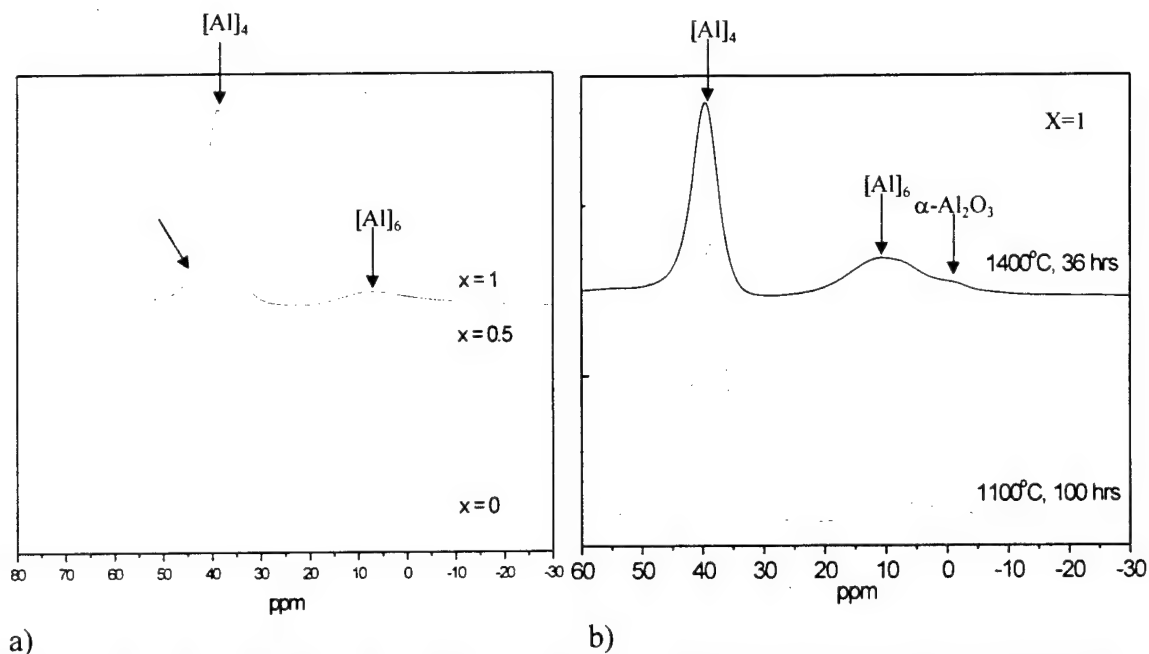 [Al]₄
[Al]₆
x = 1
x = 0.5
x = 0
80 70 60 50 40 30 20 10 0 -10 -20 -30
ppm
a)
[Al]₄
X=1
[Al]₆
α-Al₂O₃
1400°C, 36 hrs
1100°C, 100 hrs
60 50 40 30 20 10 0 -10 -20 -30
ppm
b)